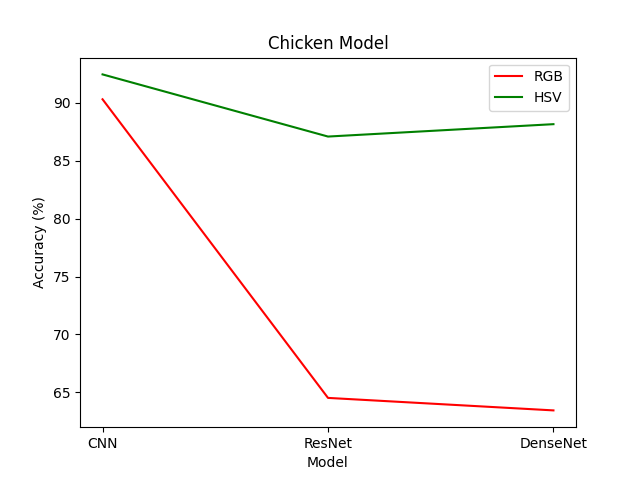 Chicken Model
RGB
HSV
Accuracy (%)
90
85
80
75
70
65
CNN
ResNet
DenseNet
Model